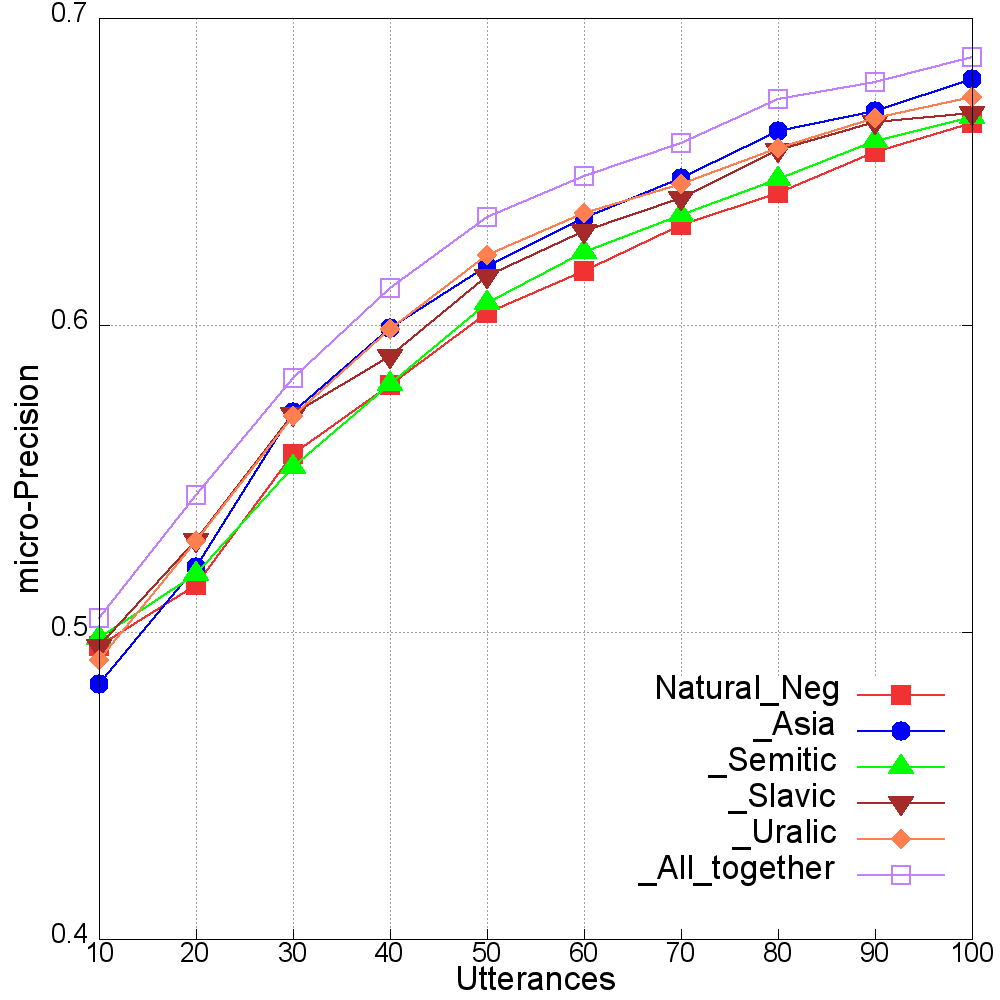 0.7
0.6
0.5
0.4
micro-Precision
Natural_Neg
_Asia
_Semitic
_Slavic
_Uralic
_All_together
10 20 30 40 50 60 70 80 90 100
Utterances